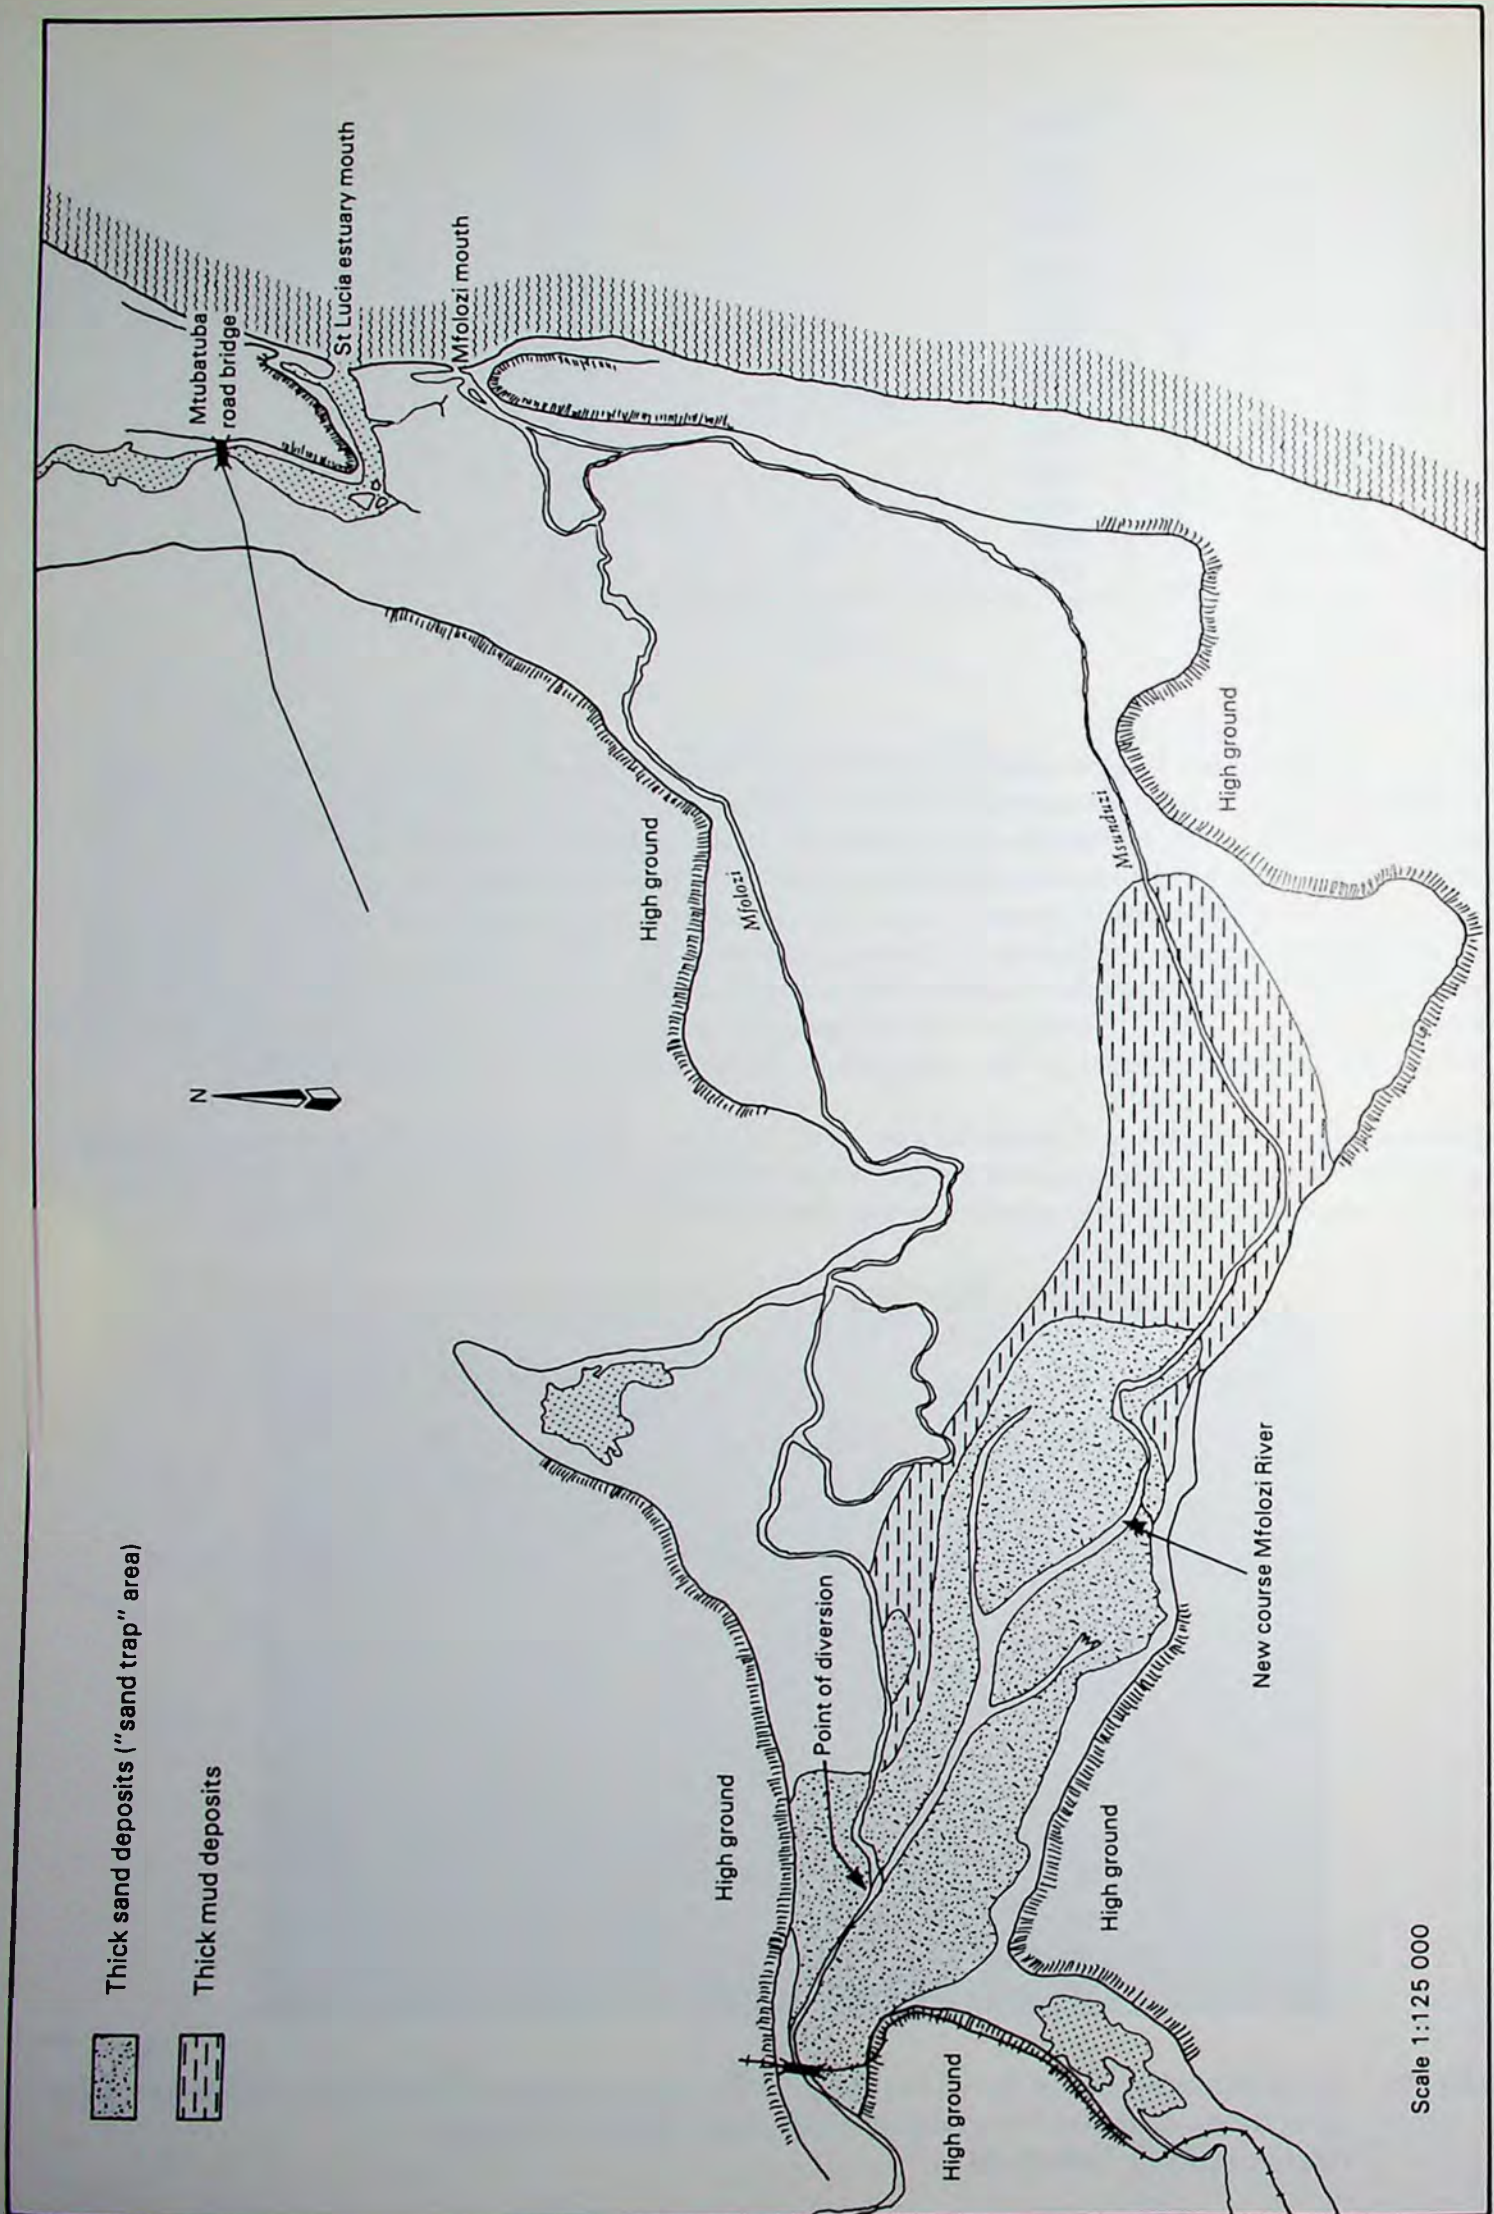 Thick sand deposits ("sand trap" area)
Thick mud deposits
N
Mtubatuba
road bridge
St Lucia estuary mouth
Mfolozi mouth
High ground
Mfolozi
High ground
Point of diversion
Msunduzi
High ground
High ground
High ground
New course Mfolozi River
Scale 1:125 000